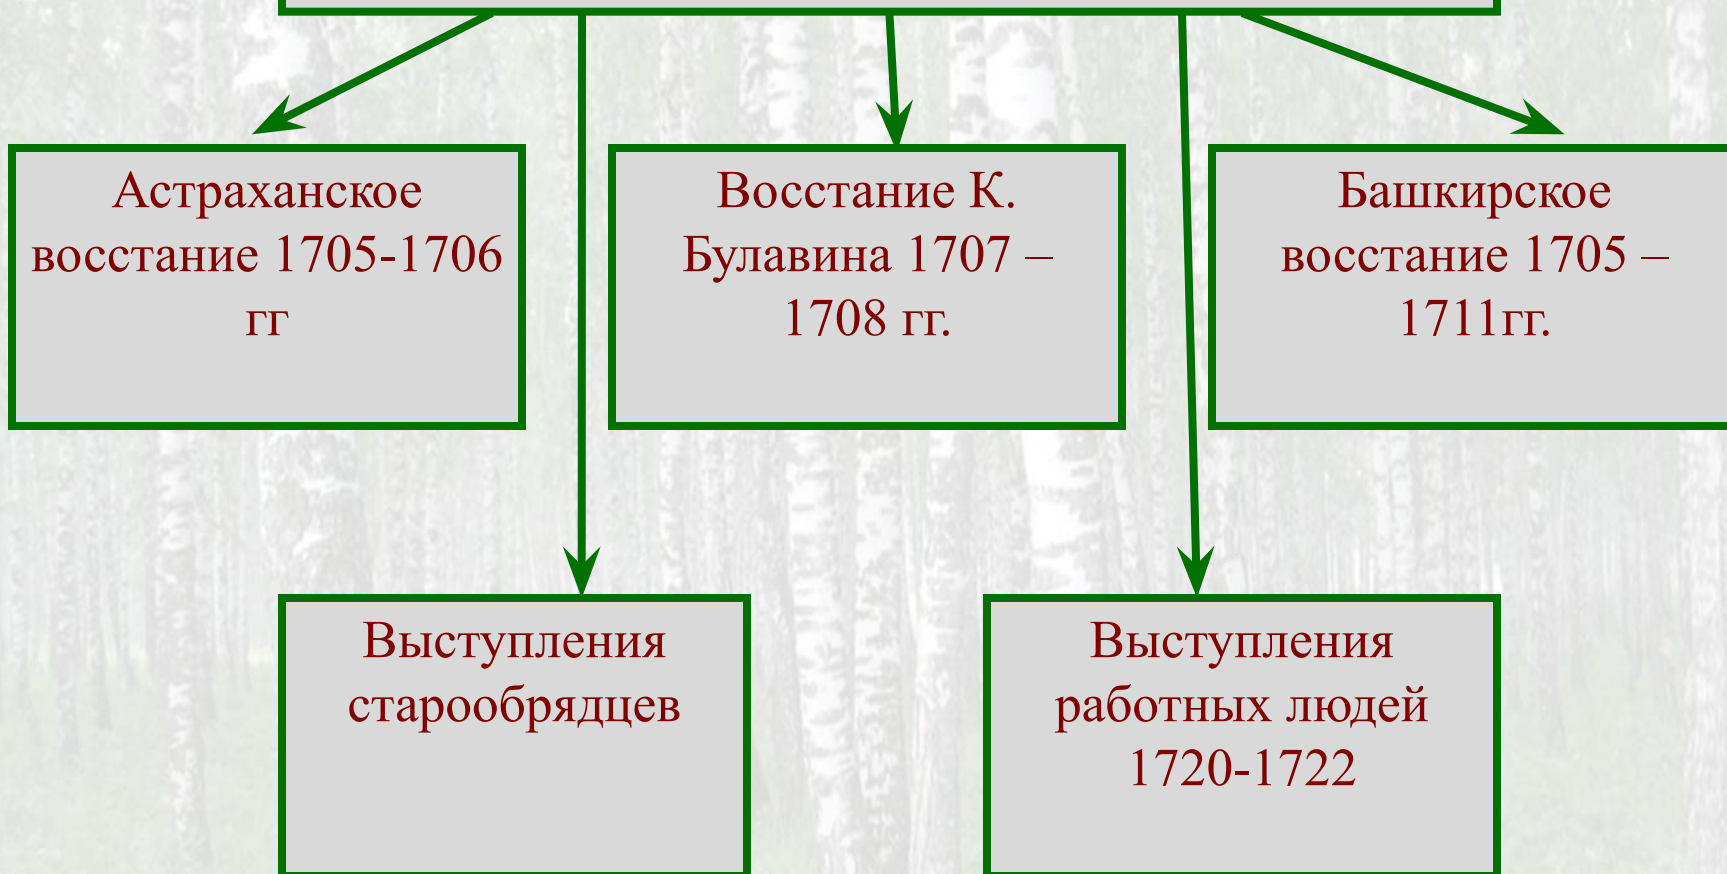 Астраханское
восстание 1705-1706
гг
Восстание К.
Булавина 1707 –
1708 гг.
Башкирское
восстание 1705 –
1711гг.
Выступления
старообрядцев
Выступления
работных людей
1720-1722